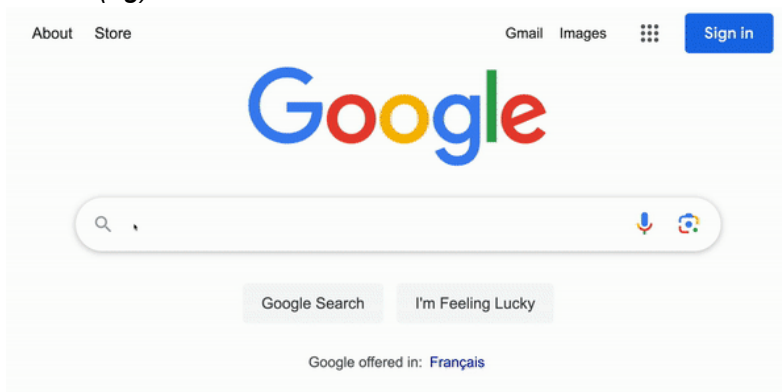 About Store Gmail Images Sign in
Google
Google Search I'm Feeling Lucky
Google offered in: Français